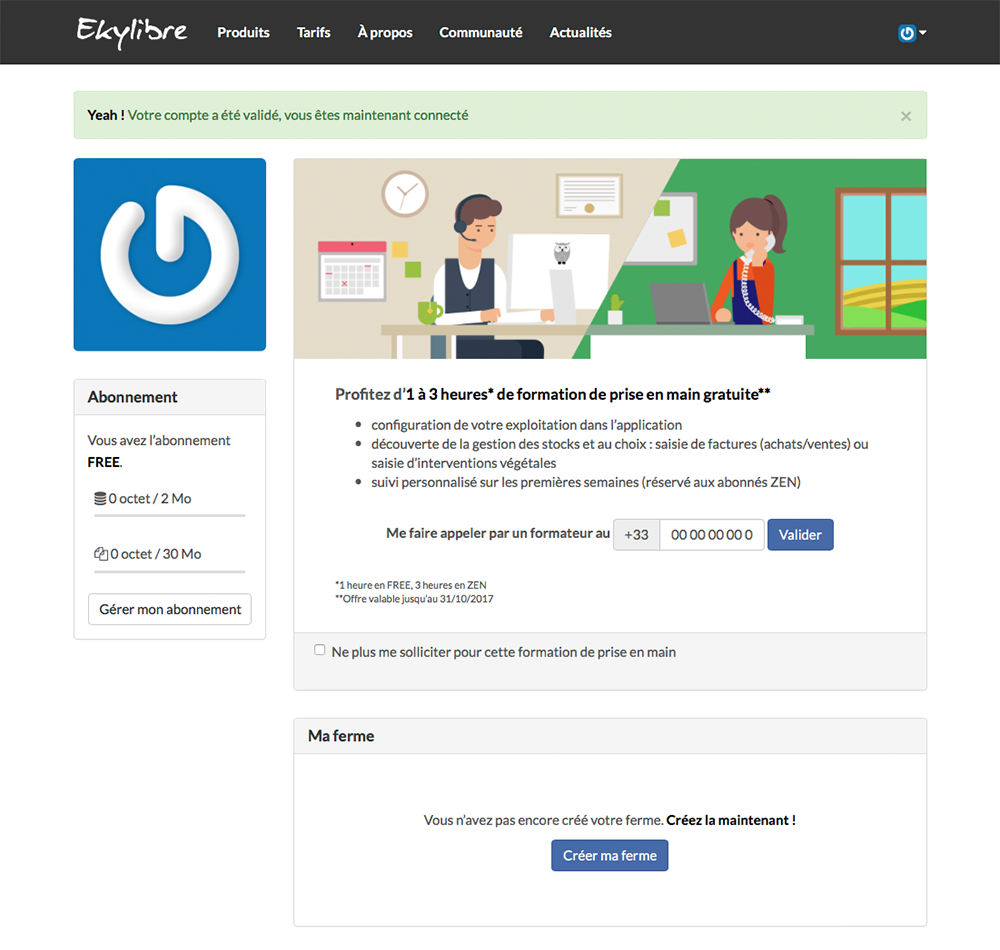 Ekylibre
Produits
Tarifs
À propos
Communauté
Actualités
Yeah ! Votre compte a été validé, vous êtes maintenant connecté
×
Abonnement
Vous avez l'abonnement
FREE.
0 octet / 2 Mo
0 octet / 30 Mo
Gérer mon abonnement
Profitez d'1 à 3 heures* de formation de prise en main gratuite**
• configuration de votre exploitation dans l'application
• découverte de la gestion des stocks et au choix : saisie de factures (achats/ventes) ou
saisie d'interventions végétales
• suivi personnalisé sur les premières semaines (réservé aux abonnés ZEN)
Me faire appeler par un formateur au +33 00 00 00 00 0 Valider
*1 heure en FREE, 3 heures en ZEN
**Offre valable jusqu'au 31/10/2017
Ne plus me solliciter pour cette formation de prise en main
Ma ferme
Vous n'avez pas encore créé votre ferme. Créez la maintenant !
Créer ma ferme